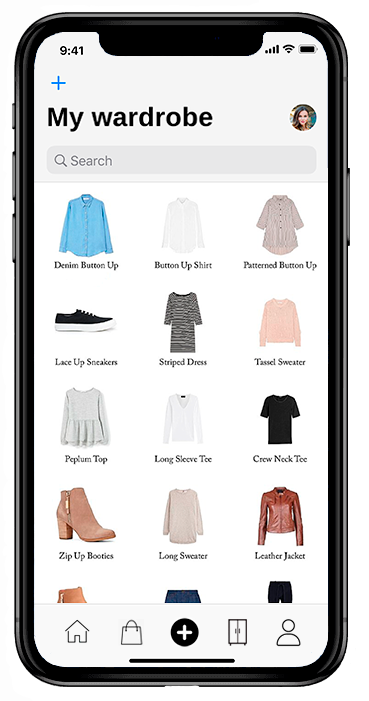 9:41
My wardrobe
Search
Denim Button Up
Button Up Shirt
Patterned Button Up
Lace Up Sneakers
Striped Dress
Tassel Sweater
Peplum Top
Long Sleeve Tee
Crew Neck Tee
Zip Up Booties
Long Sweater
Leather Jacket